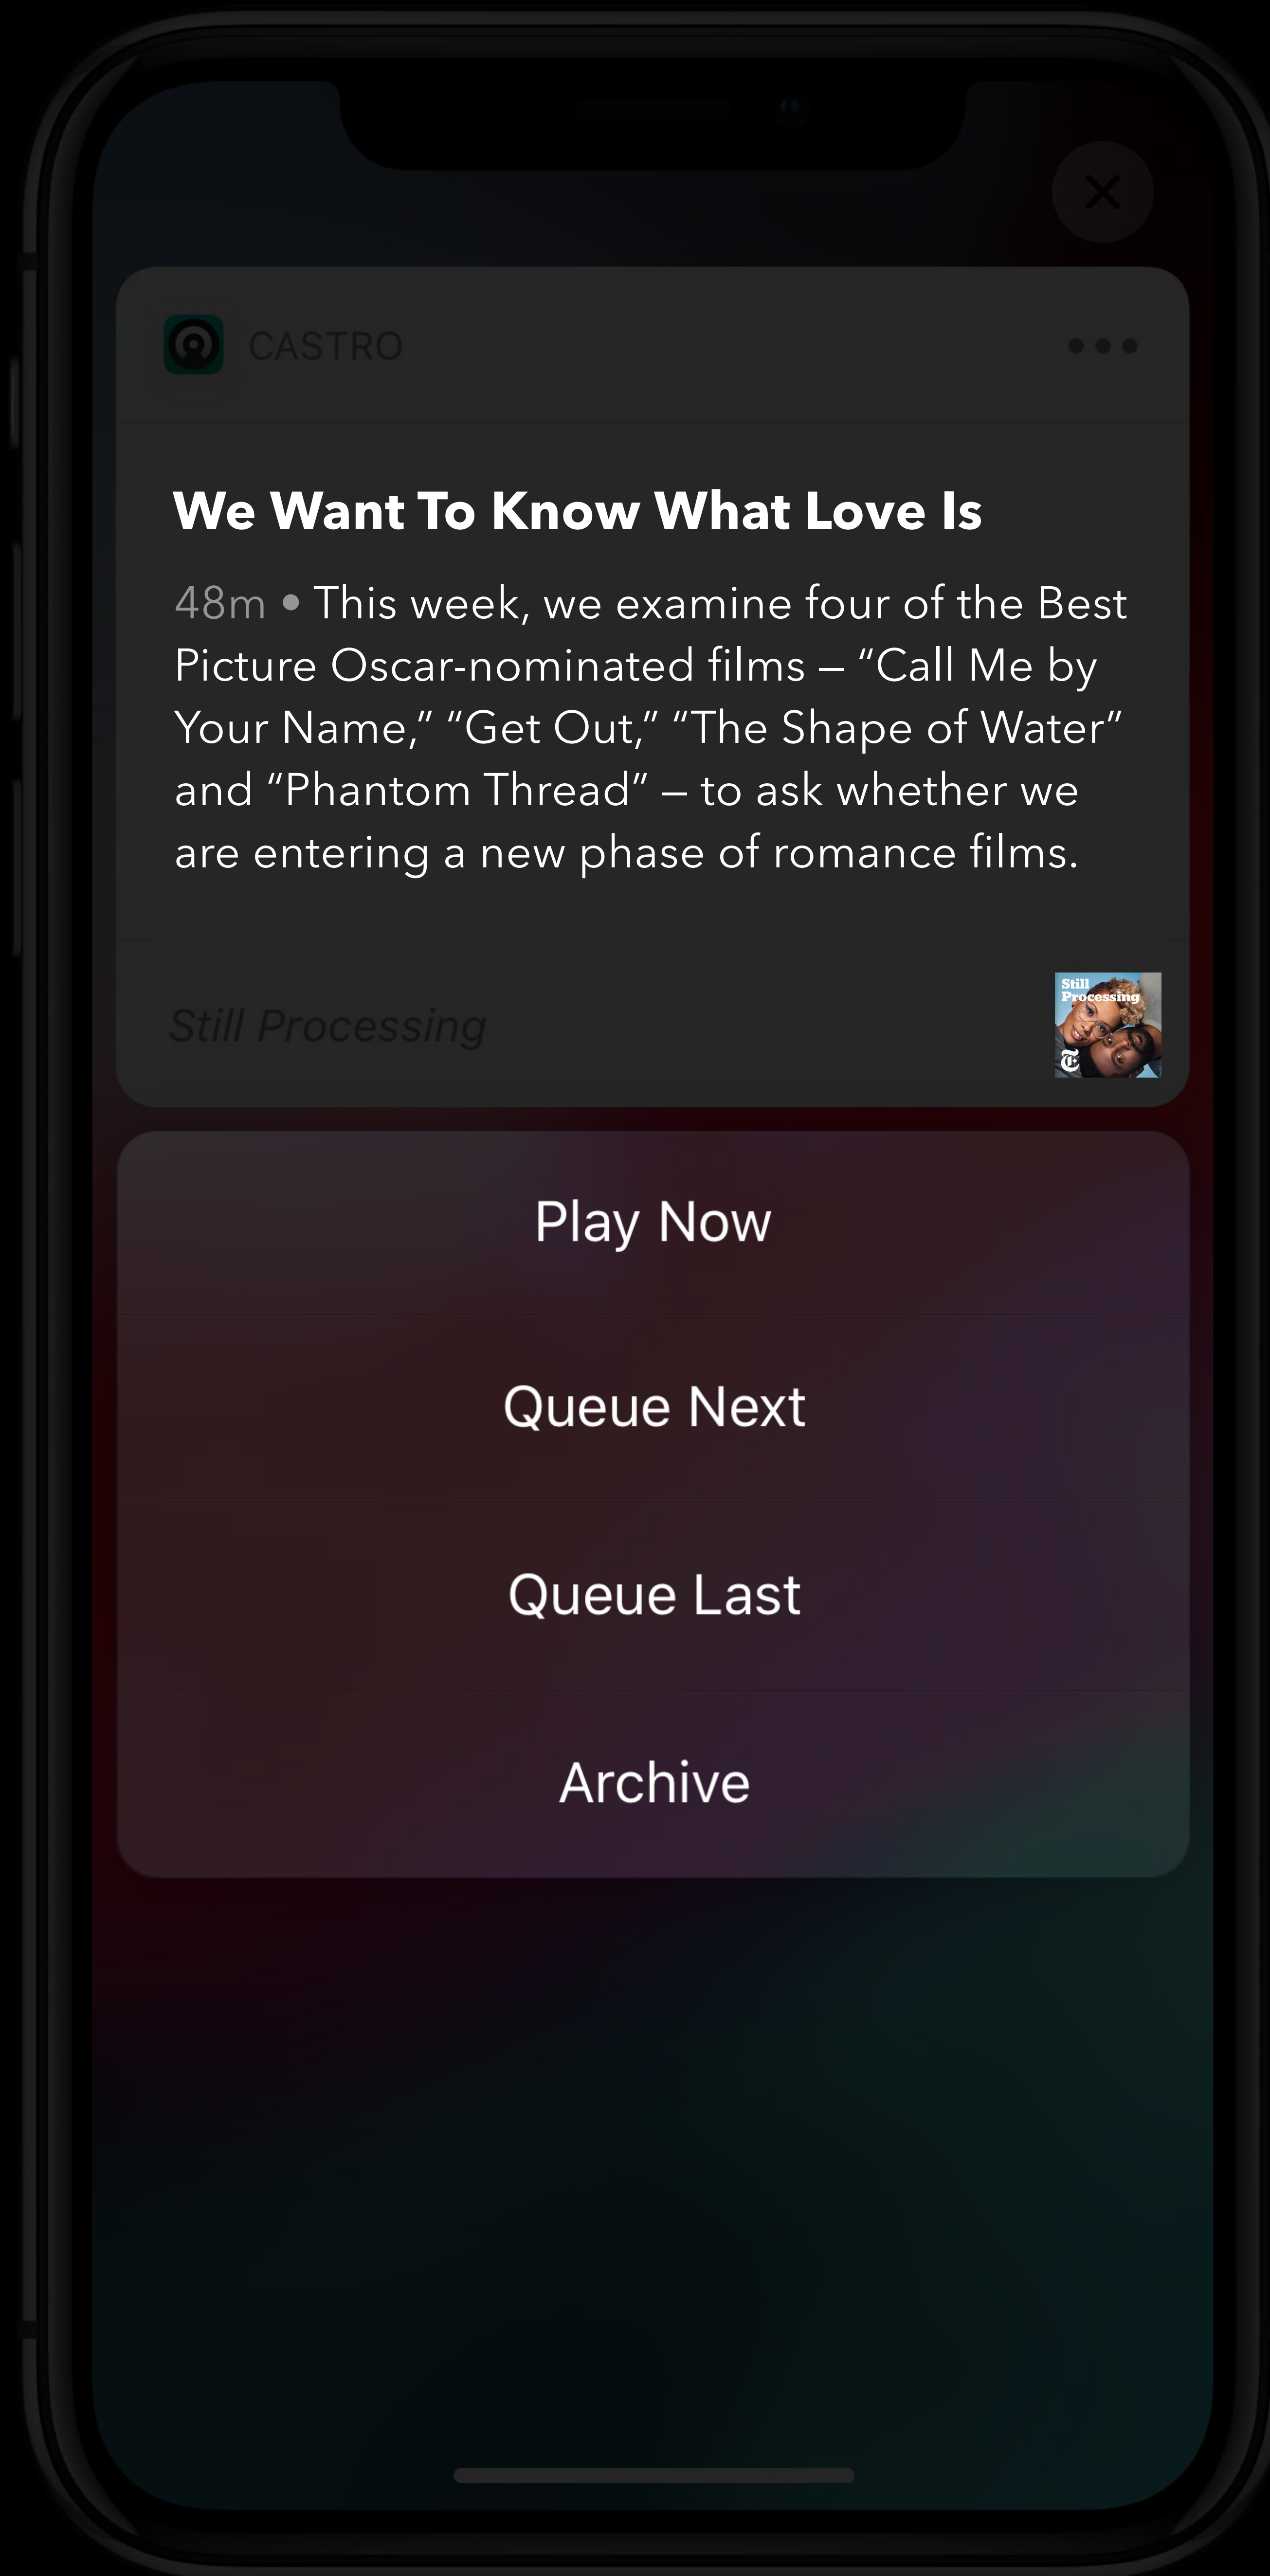 CASTRO
We Want To Know What Love Is
48m • This week, we examine four of the Best
Picture Oscar-nominated films – “Call Me by
Your Name,” “Get Out,” “The Shape of Water”
and “Phantom Thread” – to ask whether we
are entering a new phase of romance films.
Still Processing
Still
Processing
T
Play Now
Queue Next
Queue Last
Archive